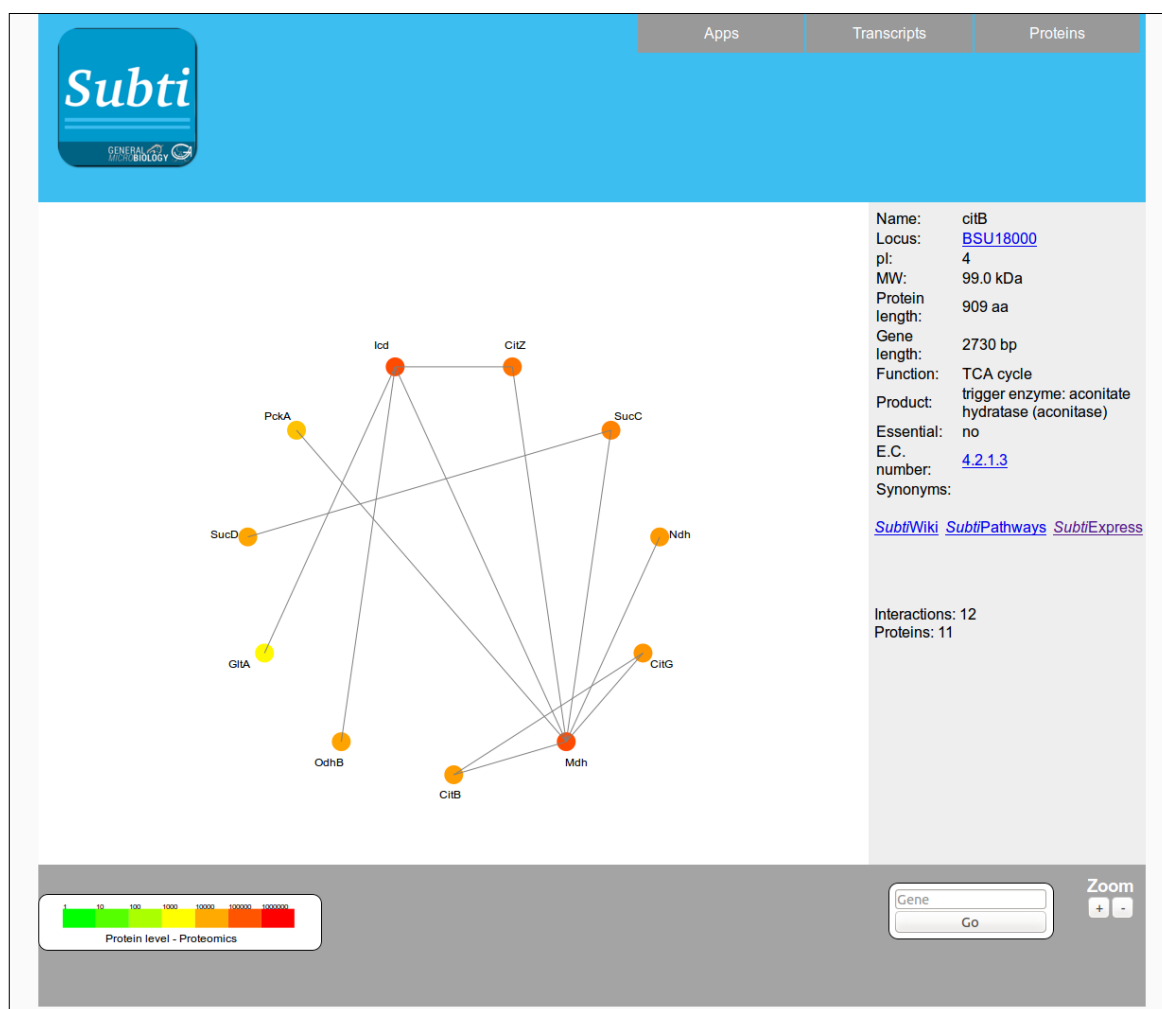 Apps Transcripts Proteins
Subti
GENERAL
MICROBIOLOGY
Name: citB
Locus: BSU18000
pI: 4
MW: 99.0 kDa
Protein length: 909 aa
Gene length: 2730 bp
Function: TCA cycle
Product: trigger enzyme: aconitate hydratase (aconitase)
Essential: no
E.C. number: 4.2.1.3
Synonyms:
SubtiWiki SubtiPathways SubtiExpress
Interactions: 12
Proteins: 11
Icd CitZ
PckA SucC
SucD Ndh
GltA CitG
OdhB Mdh
CitB
1 10 100 1000 10000 100000 1000000
Protein level - Proteomics
Gene
Go
Zoom
+ -